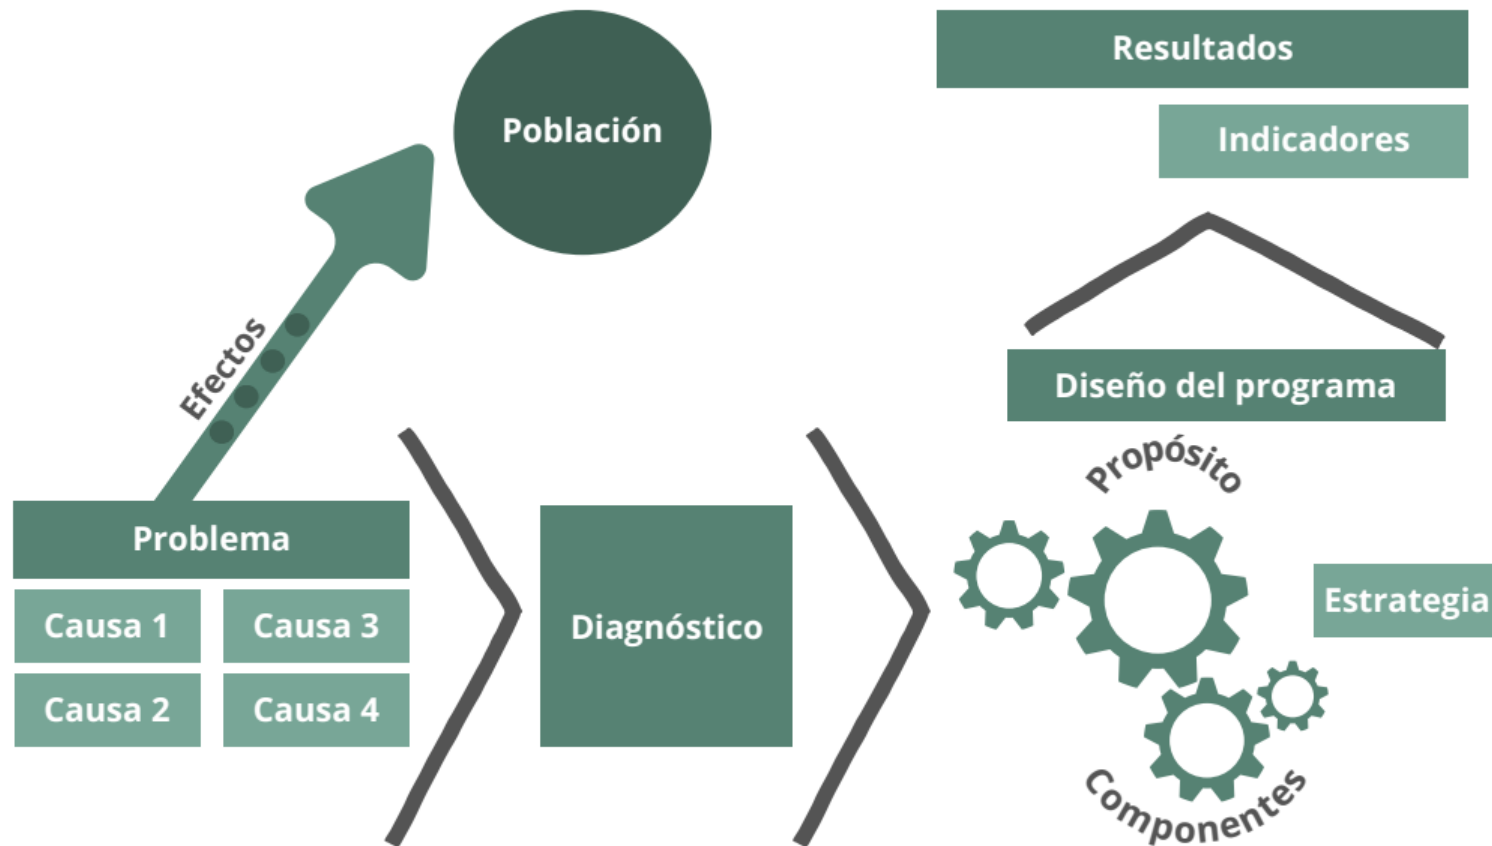 Población
Efectos
Problema
Causa 1
Causa 3
Causa 2
Causa 4
Diagnóstico
Resultados
Indicadores
Diseño del programa
Propósito
Estrategia
Componentes